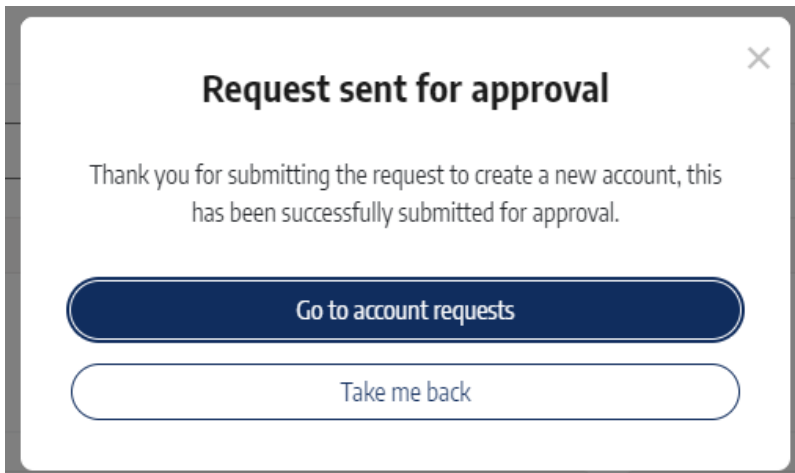 Request sent for approval
Thank you for submitting the request to create a new account, this
has been successfully submitted for approval.
Go to account requests
Take me back